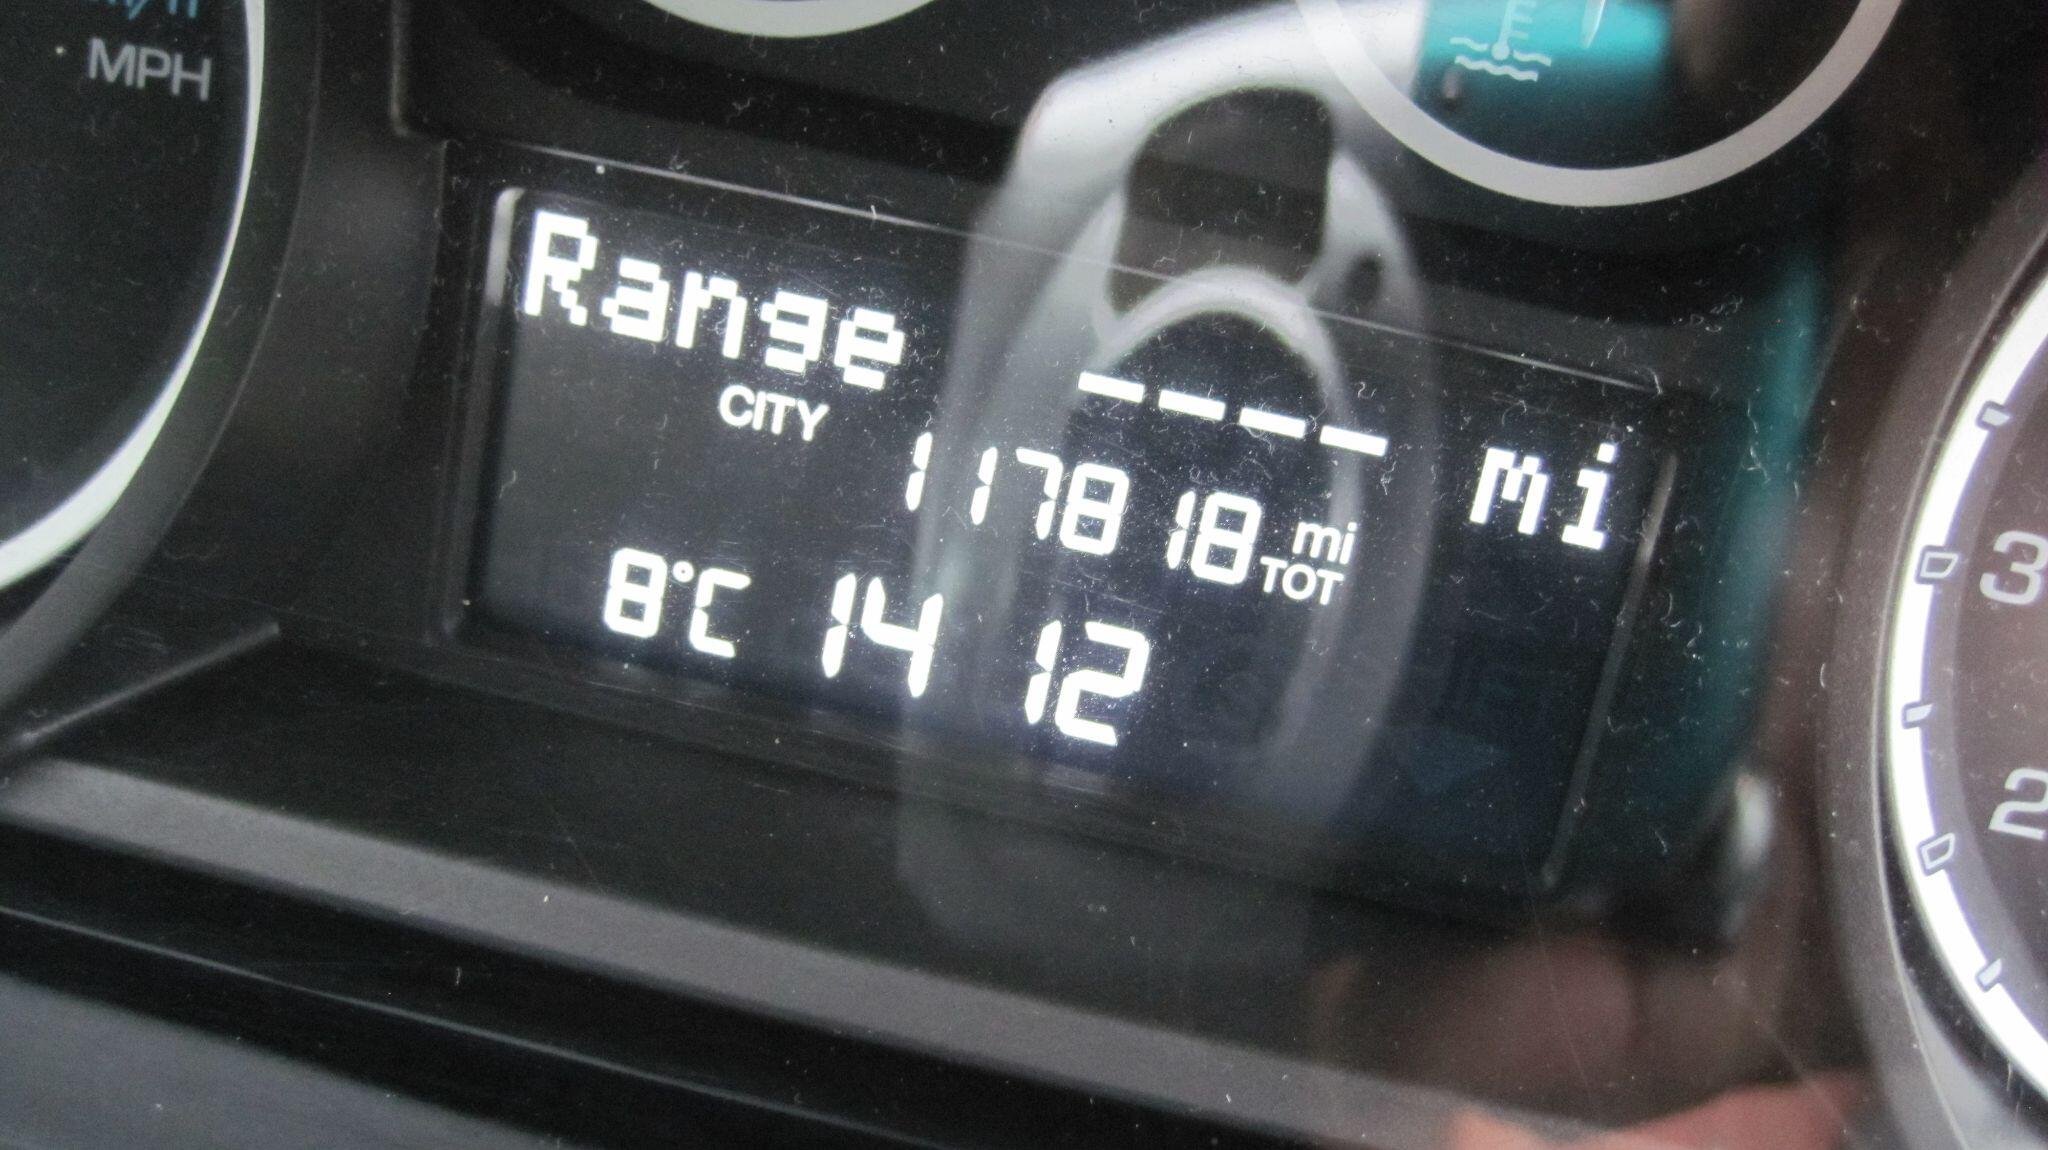 MPH
Range ---- mi
CITY
117818 mi
TOT
8°C 14 12
3
2